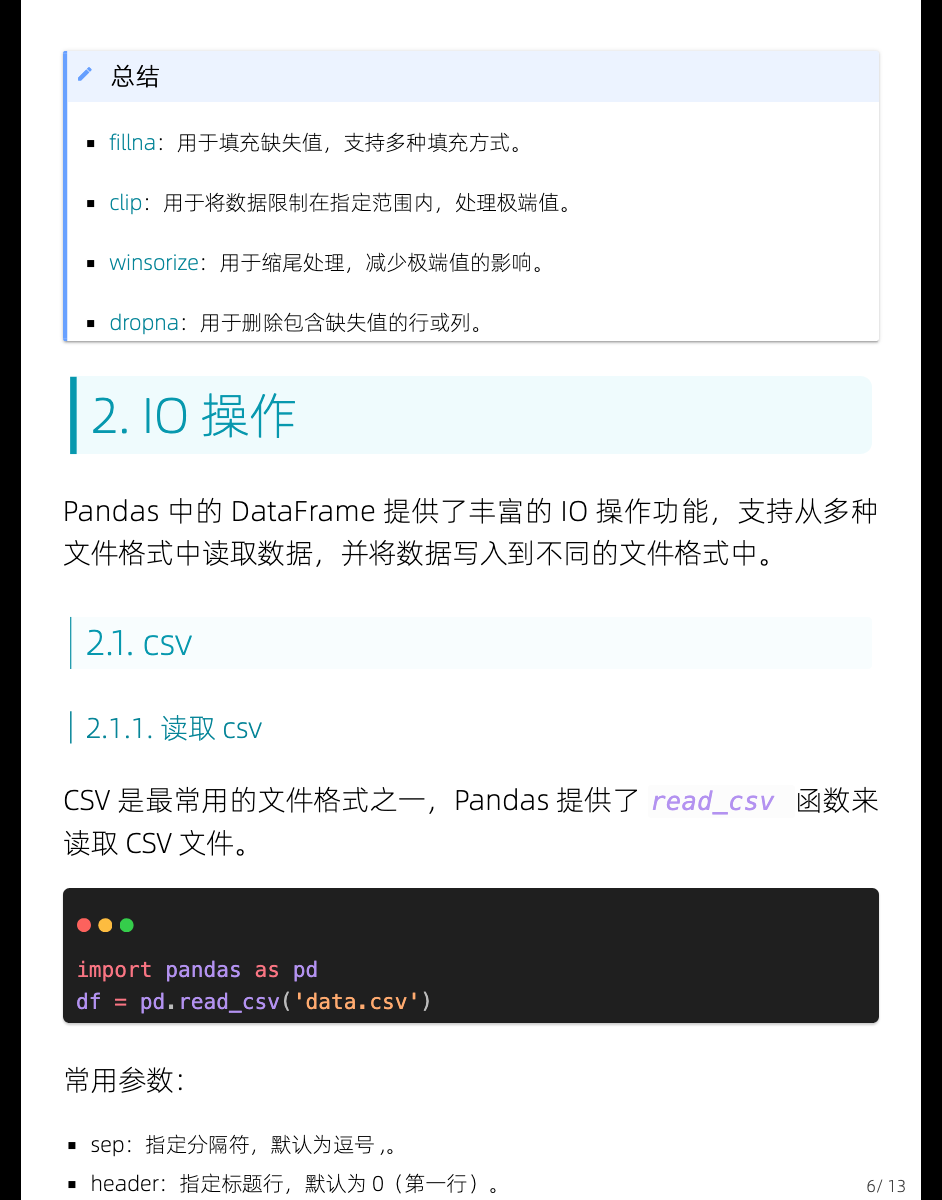 总结
▪ fillna：用于填充缺失值，支持多种填充方式。
▪ clip：用于将数据限制在指定范围内，处理极端值。
▪ winsorize：用于缩尾处理，减少极端值的影响。
▪ dropna：用于删除包含缺失值的行或列。
2. IO 操作
Pandas 中的 DataFrame 提供了丰富的 IO 操作功能，支持从多种
文件格式中读取数据，并将数据写入到不同的文件格式中。
2.1. csv
2.1.1. 读取 csv
CSV 是最常用的文件格式之一，Pandas 提供了 read_csv 函数来
读取 CSV 文件。
import pandas as pd
df = pd.read_csv('data.csv')
常用参数：
▪ sep：指定分隔符，默认为逗号 ,。
▪ header：指定标题行，默认为 0（第一行）。
6/ 13